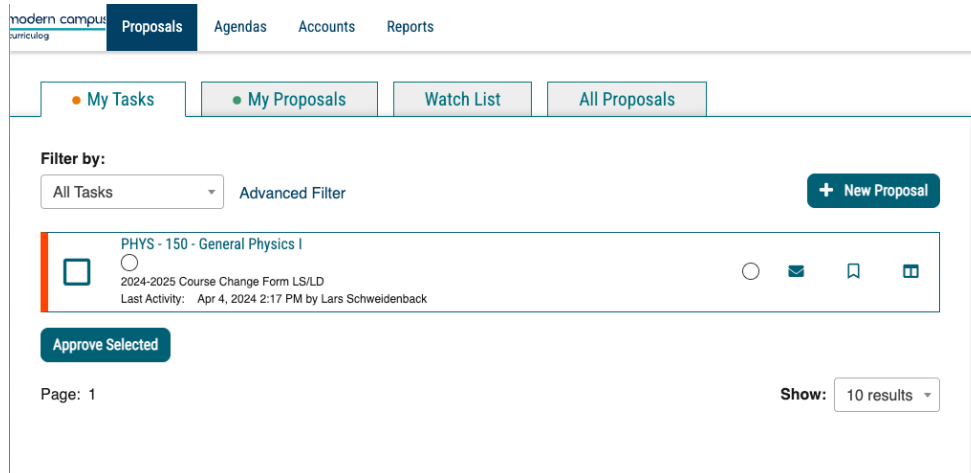 modern campus
curriculog
Proposals
Agendas
Accounts
Reports
My Tasks
My Proposals
Watch List
All Proposals
Filter by:
All Tasks
Advanced Filter
+ New Proposal
PHYS - 150 - General Physics I
2024-2025 Course Change Form LS/LD
Last Activity: Apr 4, 2024 2:17 PM by Lars Schweidenback
Approve Selected
Page: 1
Show: 10 results